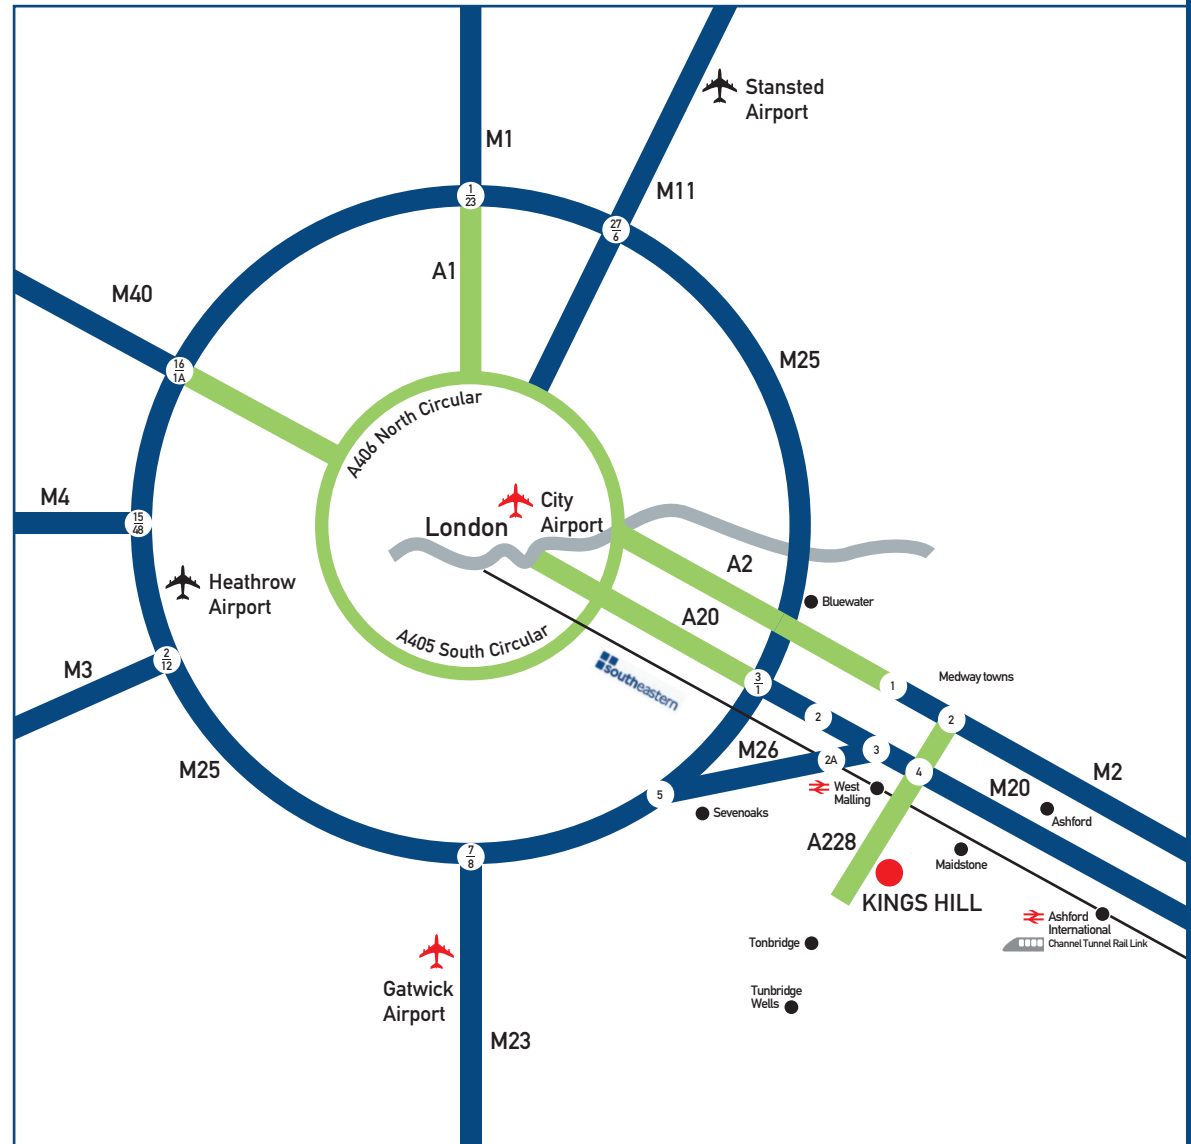 Stansted
Airport
M1
M11
1
23
27
6
A1
M40
M25
16
1A
A406 North Circular
M4
City
Airport
London
15
4B
A2
Heathrow
Airport
Bluewater
A20
A405 South Circular
southeastern
2
12
M3
3
1
1
Medway towns
2
2
M25
M26
3
2A
4
M2
M20
5
West
Malling
Sevenoaks
Ashford
A228
7
8
Maidstone
KINGS HILL
Ashford
International
Channel Tunnel Rail Link
Tonbridge
Gatwick
Airport
Tunbridge
Wells
M23